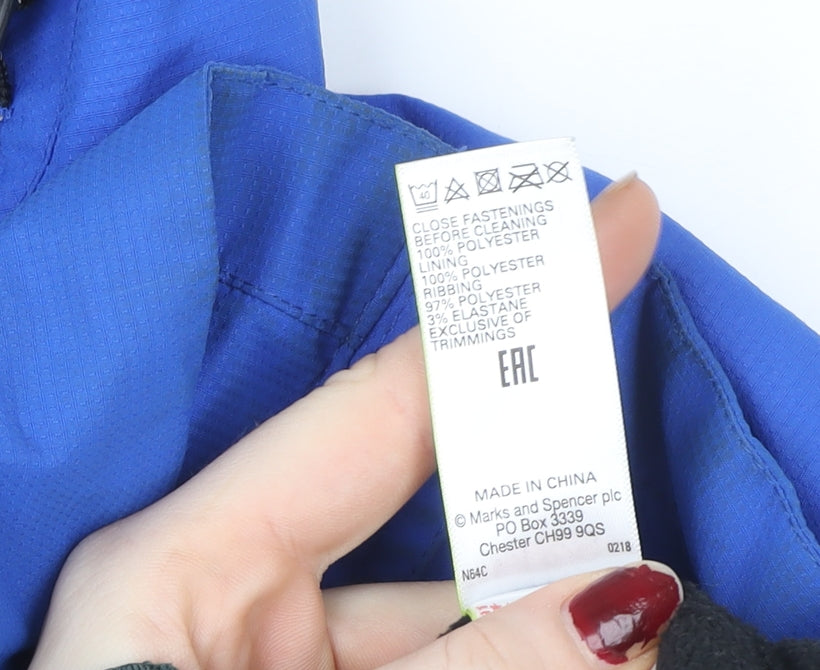 40
CLOSE FASTENINGS
BEFORE CLEANING
100% POLYESTER
LINING
100% POLYESTER
RIBBING
97% POLYESTER
3% ELASTANE
EXCLUSIVE OF
TRIMMINGS
EAC
MADE IN CHINA
© Marks and Spencer plc
PO Box 3339
Chester CH99 9QS
N64C 0218